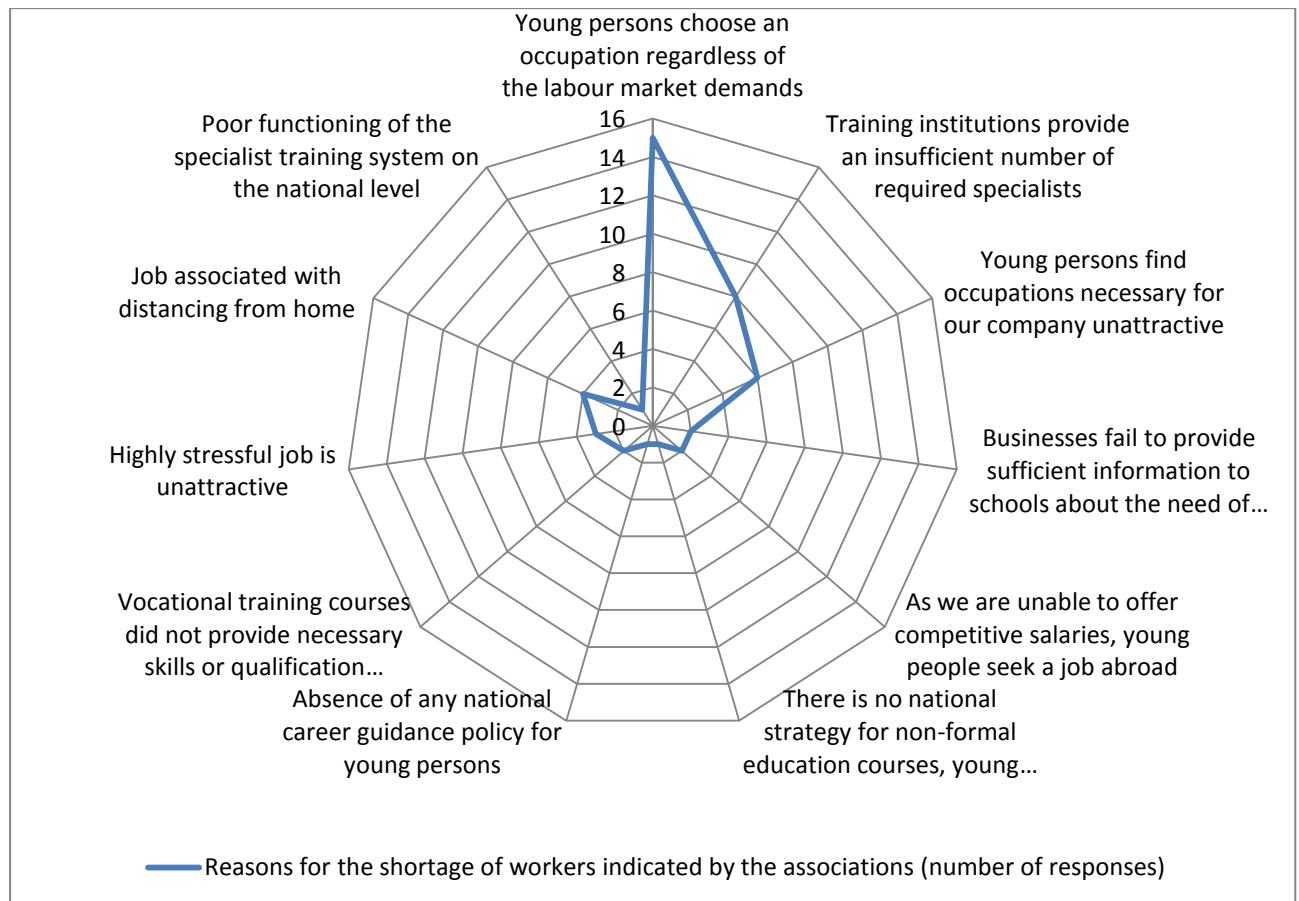 Young persons choose an
occupation regardless of
the labour market demands
Poor functioning of the
specialist training system on
the national level
Training institutions provide
an insufficient number of
required specialists
16
14
12
10
8
6
4
2
0
Job associated with
distancing from home
Young persons find
occupations necessary for
our company unattractive
Highly stressful job is
unattractive
Businesses fail to provide
sufficient information to
schools about the need of…
Vocational training courses
did not provide necessary
skills or qualification…
As we are unable to offer
competitive salaries, young
people seek a job abroad
Absence of any national
career guidance policy for
young persons
There is no national
strategy for non-formal
education courses, young…
Reasons for the shortage of workers indicated by the associations (number of responses)